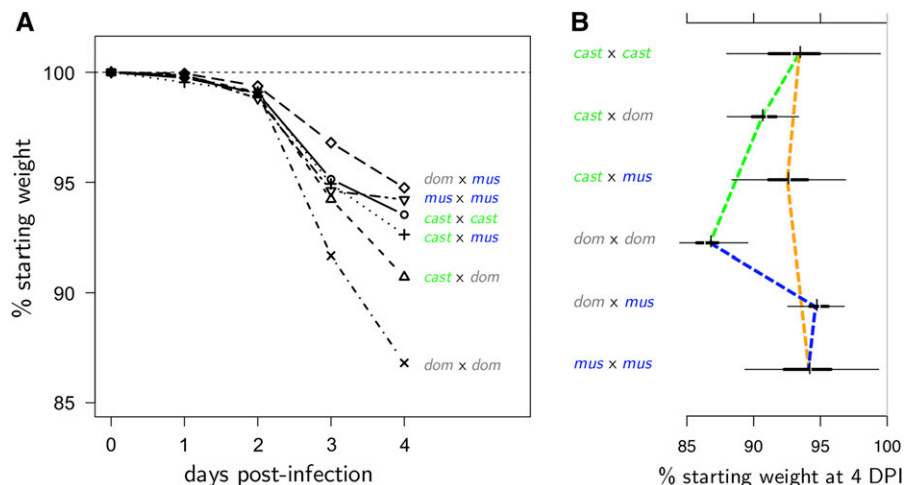 A
% starting weight
100
95
90
85
dom x mus
mus x mus
cast x cast
cast x mus
cast x dom
dom x dom
0 1 2 3 4
days post-infection
B
cast x cast
cast x dom
cast x mus
dom x dom
dom x mus
mus x mus
85 90 95 100
% starting weight at 4 DPI